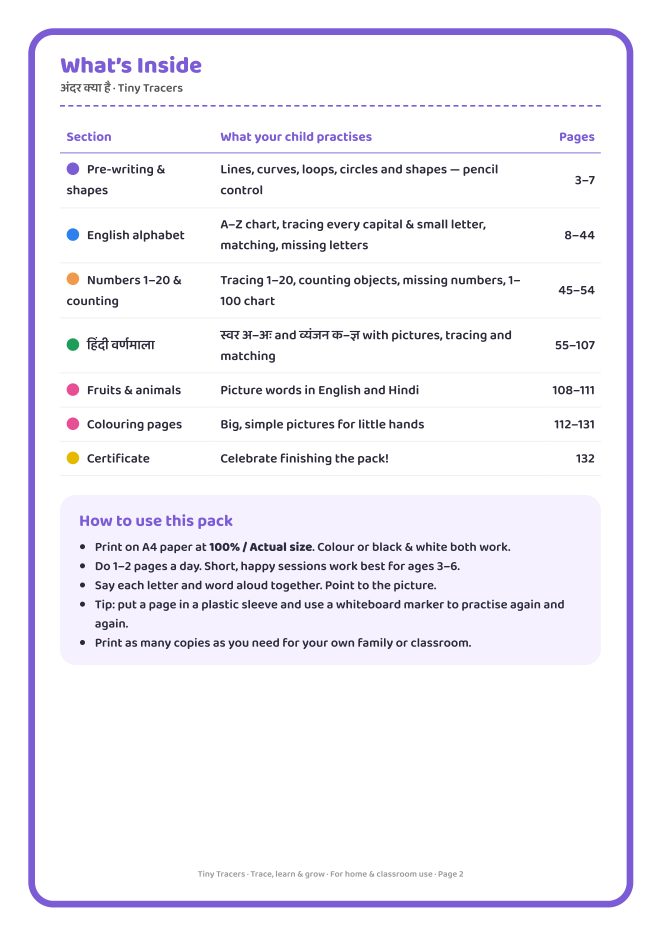 What's Inside
अंदर क्या है · Tiny Tracers
Section What your child practises Pages
Pre-writing & shapes Lines, curves, loops, circles and shapes — pencil control 3–7
English alphabet A–Z chart, tracing every capital & small letter, matching, missing letters 8–44
Numbers 1–20 & counting Tracing 1–20, counting objects, missing numbers, 1–100 chart 45–54
हिंदी वर्णमाला स्वर अ–अः and व्यंजन क–ज्ञ with pictures, tracing and matching 55–107
Fruits & animals Picture words in English and Hindi 108–111
Colouring pages Big, simple pictures for little hands 112–131
Certificate Celebrate finishing the pack! 132
How to use this pack
• Print on A4 paper at 100% / Actual size. Colour or black & white both work.
• Do 1–2 pages a day. Short, happy sessions work best for ages 3–6.
• Say each letter and word aloud together. Point to the picture.
• Tip: put a page in a plastic sleeve and use a whiteboard marker to practise again and
again.
• Print as many copies as you need for your own family or classroom.
Tiny Tracers · Trace, learn & grow · For home & classroom use · Page 2